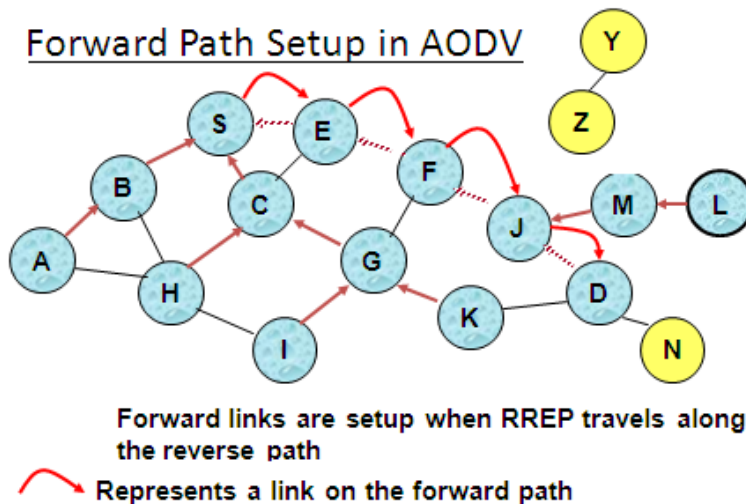 Forward Path Setup in AODV
Y
Z
S
E
F
B
C
J
M
L
A
H
G
D
K
I
N
Forward links are setup when RREP travels along
the reverse path
Represents a link on the forward path